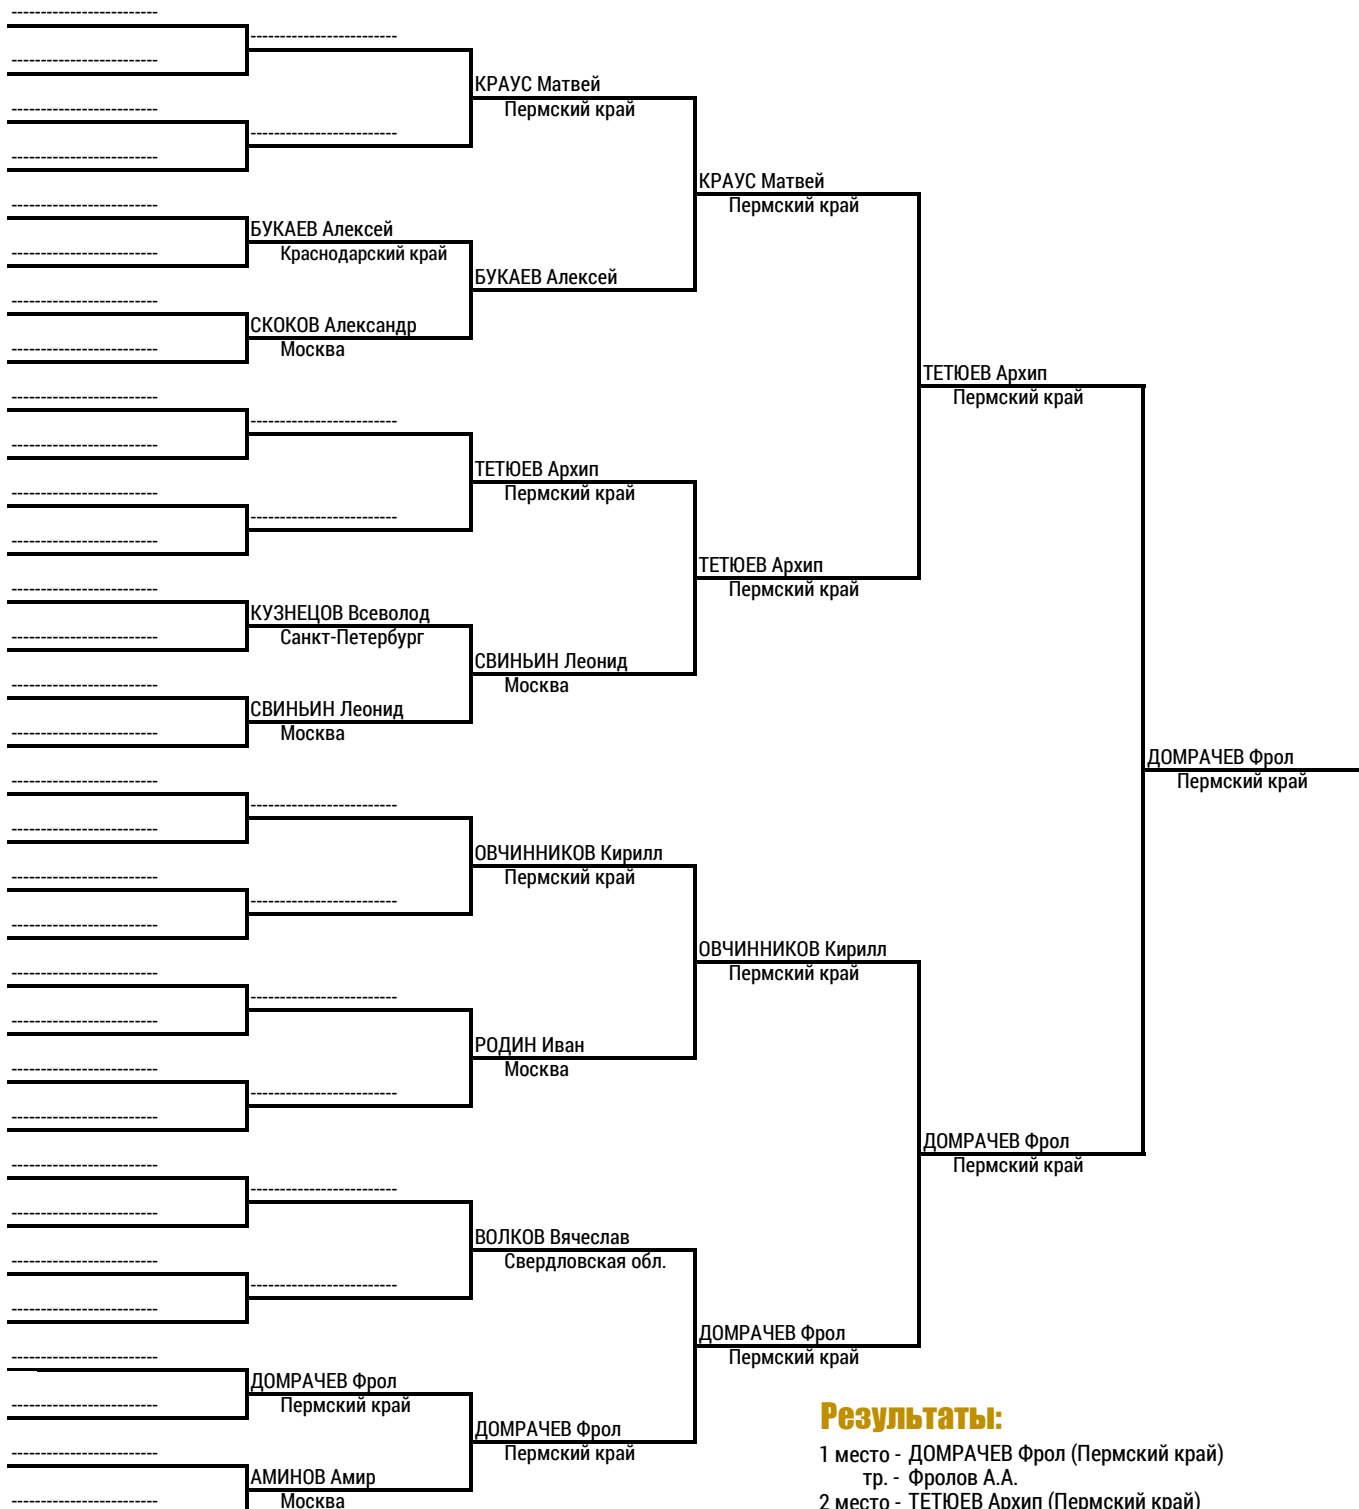 -------------------------
-------------------------
-------------------------
КРАУС Матвей
-------------------------
Пермский край
-------------------------
-------------------------
КРАУС Матвей
-------------------------
Пермский край
БУКАЕВ Алексей
-------------------------
Краснодарский край
БУКАЕВ Алексей
-------------------------
СКОКОВ Александр
-------------------------
Москва
ТЕТЮЕВ Архип
-------------------------
Пермский край
-------------------------
-------------------------
ТЕТЮЕВ Архип
-------------------------
Пермский край
-------------------------
-------------------------
ТЕТЮЕВ Архип
-------------------------
Пермский край
КУЗНЕЦОВ Всеволод
-------------------------
Санкт-Петербург
СВИНЬИН Леонид
-------------------------
Москва
СВИНЬИН Леонид
-------------------------
Москва
ДОМРАЧЕВ Фрол
-------------------------
Пермский край
-------------------------
-------------------------
ОВЧИННИКОВ Кирилл
-------------------------
Пермский край
-------------------------
-------------------------
ОВЧИННИКОВ Кирилл
-------------------------
Пермский край
-------------------------
-------------------------
РОДИН Иван
-------------------------
Москва
-------------------------
-------------------------
ДОМРАЧЕВ Фрол
-------------------------
Пермский край
-------------------------
-------------------------
ВОЛКОВ Вячеслав
-------------------------
Свердловская обл.
-------------------------
-------------------------
ДОМРАЧЕВ Фрол
-------------------------
Пермский край
ДОМРАЧЕВ Фрол
-------------------------
Пермский край
ДОМРАЧЕВ Фрол
-------------------------
Пермский край
АМИНОВ Амир
-------------------------
Москва
Результаты:
1 место - ДОМРАЧЕВ Фрол (Пермский край)
тр. - Фролов А.А.
2 место - ТЕТЮЕВ Архип (Пермский край)